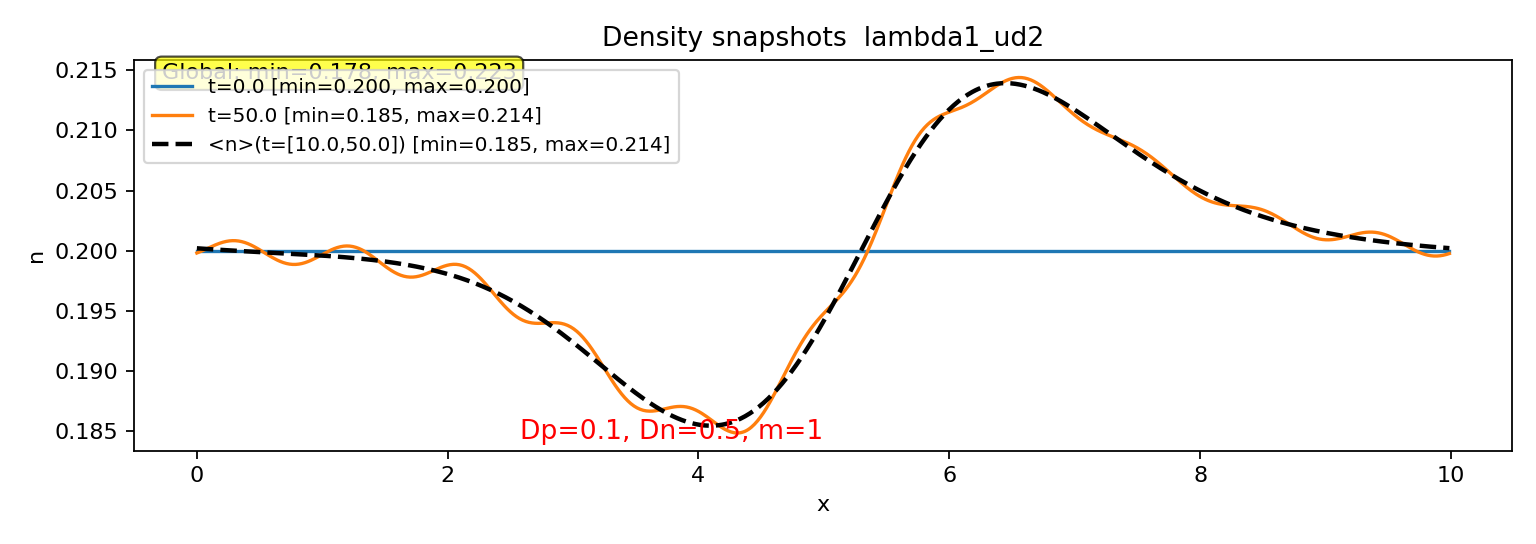 Density snapshots  lambda1_ud2
0.215
0.210
0.205
0.200
0.195
0.190
0.185
n
Global: min=0.178, max=0.223
t=0.0 [min=0.200, max=0.200]
t=50.0 [min=0.185, max=0.214]
<n>(t=[10.0,50.0]) [min=0.185, max=0.214]
Dp=0.1, Dn=0.5, m=1
0 2 4 6 8 10
x